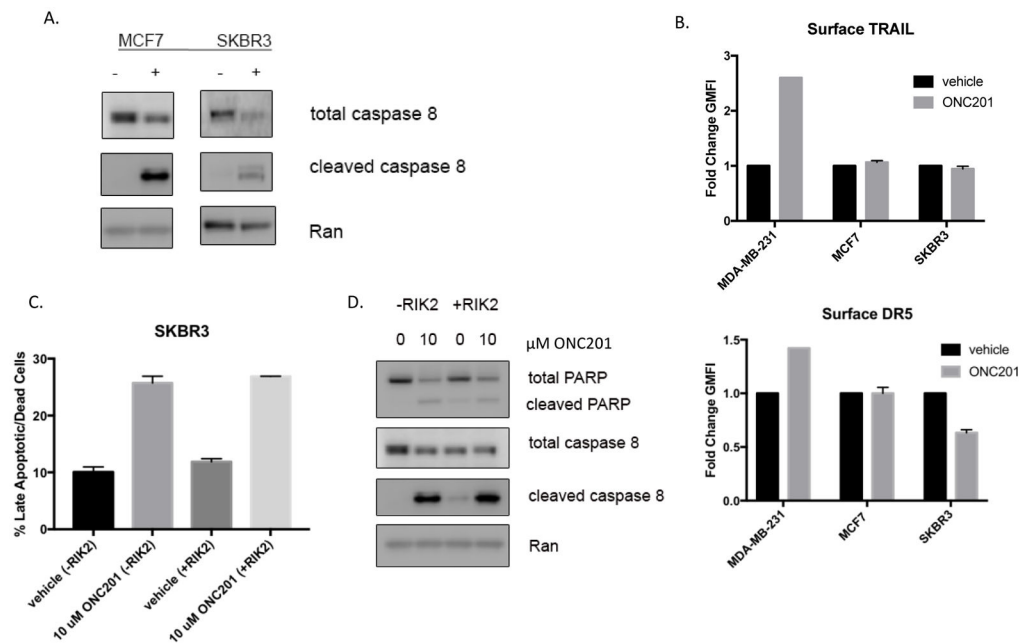 A.
MCF7 SKBR3
- + - +
total caspase 8
cleaved caspase 8
Ran
B.
Surface TRAIL
vehicle
ONC201
Fold Change GMFI
3
2
1
0
MDA-MB-231
MCF7
SKBR3
Surface DR5
vehicle
ONC201
Fold Change GMFI
1.5
1.0
0.5
0.0
MDA-MB-231
MCF7
SKBR3
C.
SKBR3
% Late Apoptotic/Dead Cells
30
20
10
0
vehicle (-RIK2)
10 uM ONC201 (-RIK2)
vehicle (+RIK2)
10 uM ONC201 (+RIK2)
D.
-RIK2 +RIK2
0 10 0 10 μM ONC201
total PARP
cleaved PARP
total caspase 8
cleaved caspase 8
Ran